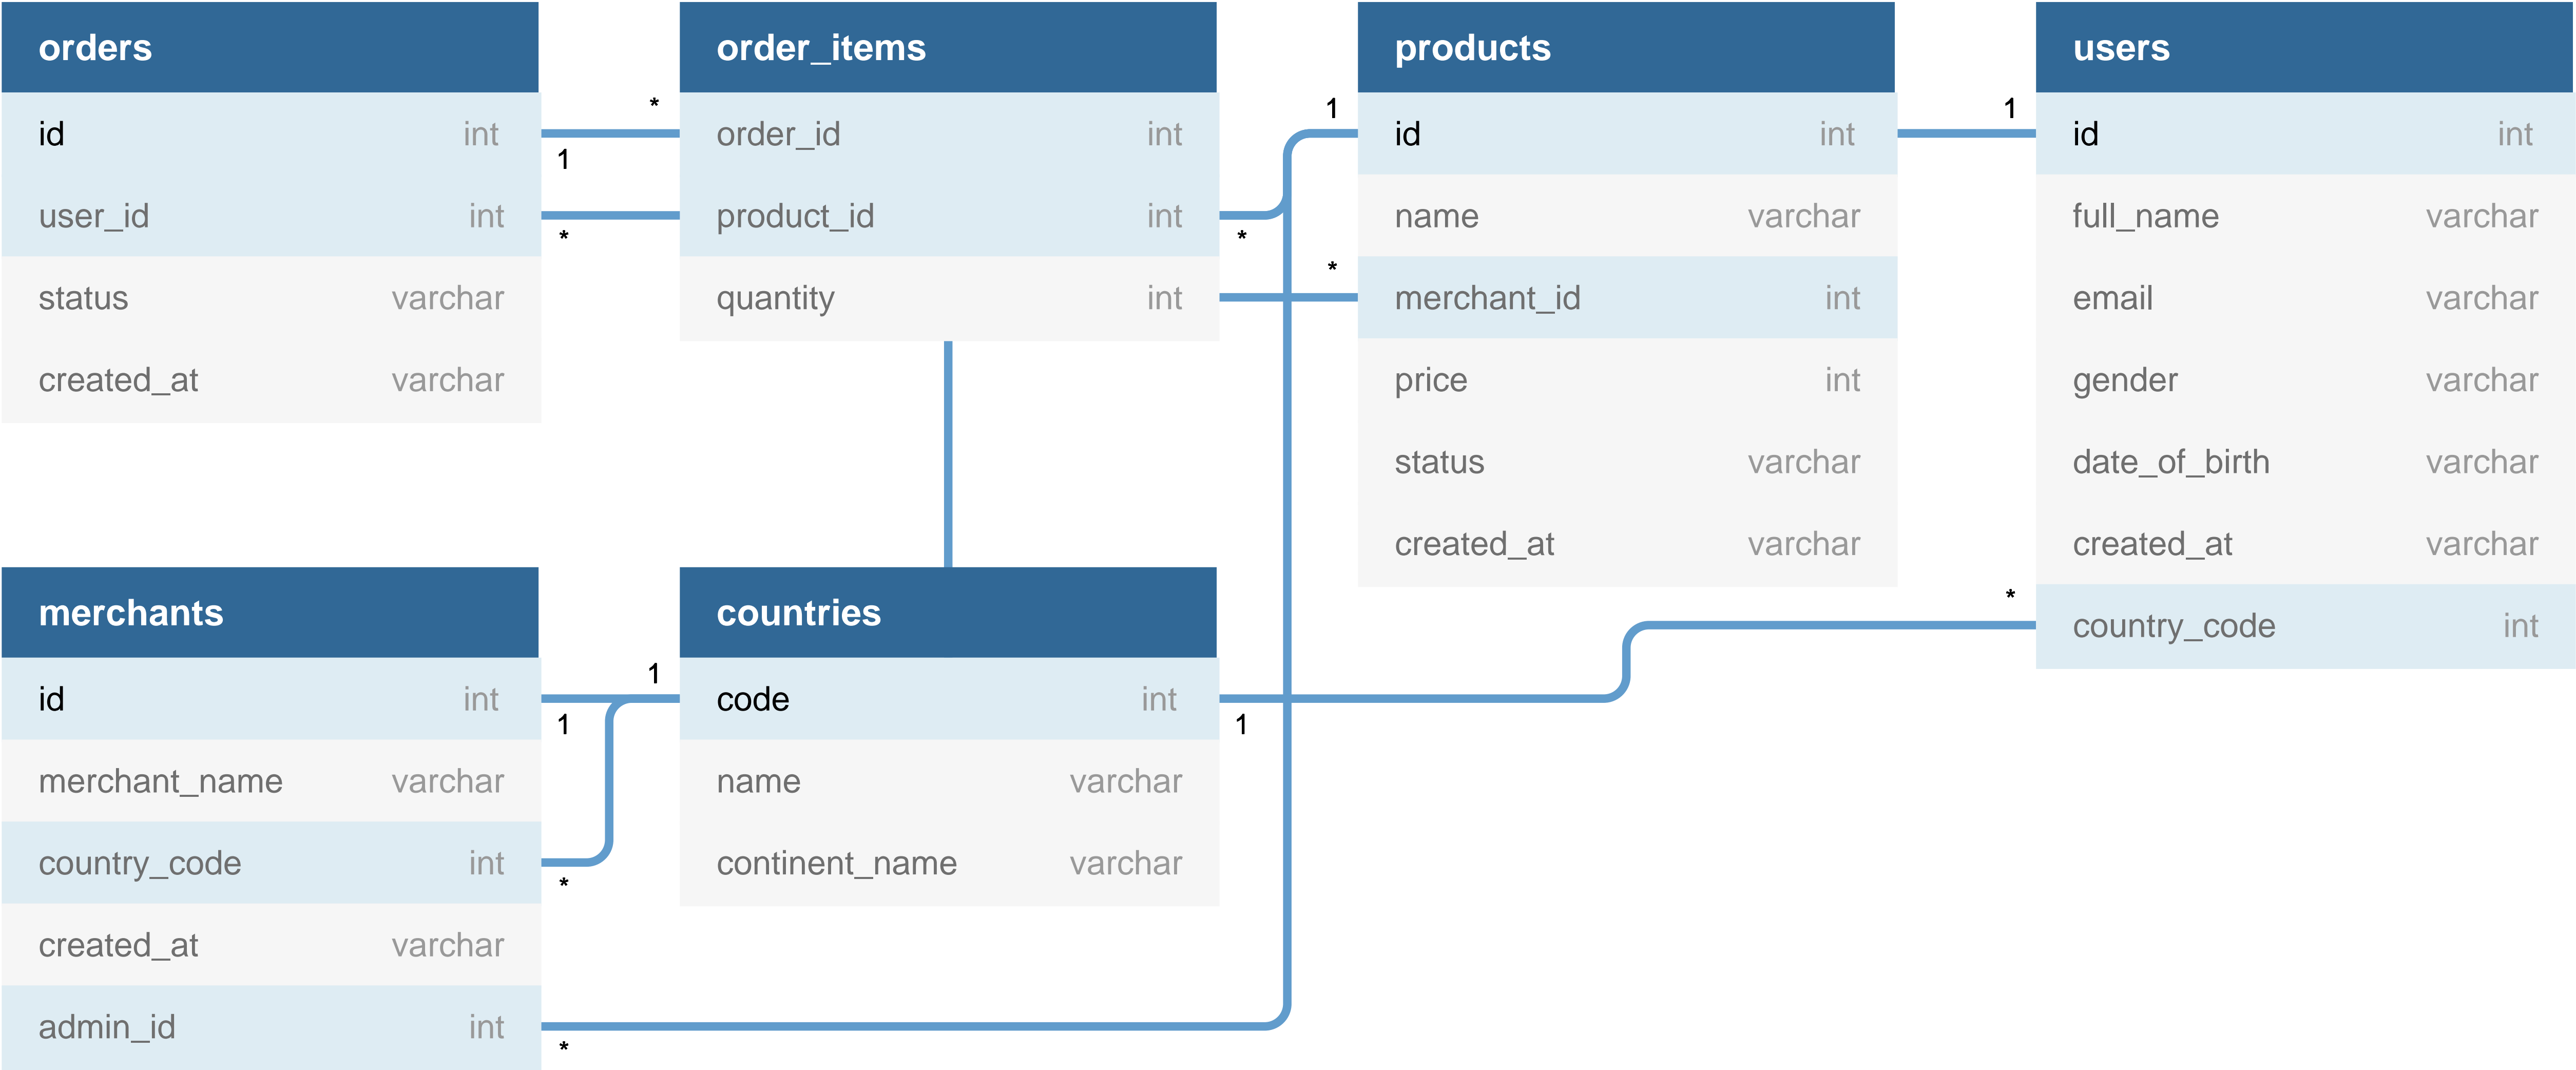 orders
id int
user_id int
status varchar
created_at varchar
* 
1
*
order_items
order_id int
product_id int
quantity int
1
*
*
products
id int
name varchar
merchant_id int
price int
status varchar
created_at varchar
1
*
users
id int
full_name varchar
email varchar
gender varchar
date_of_birth varchar
created_at varchar
country_code int
merchants
id int
merchant_name varchar
country_code int
created_at varchar
admin_id int
1
1
*
*
countries
code int
name varchar
continent_name varchar
1